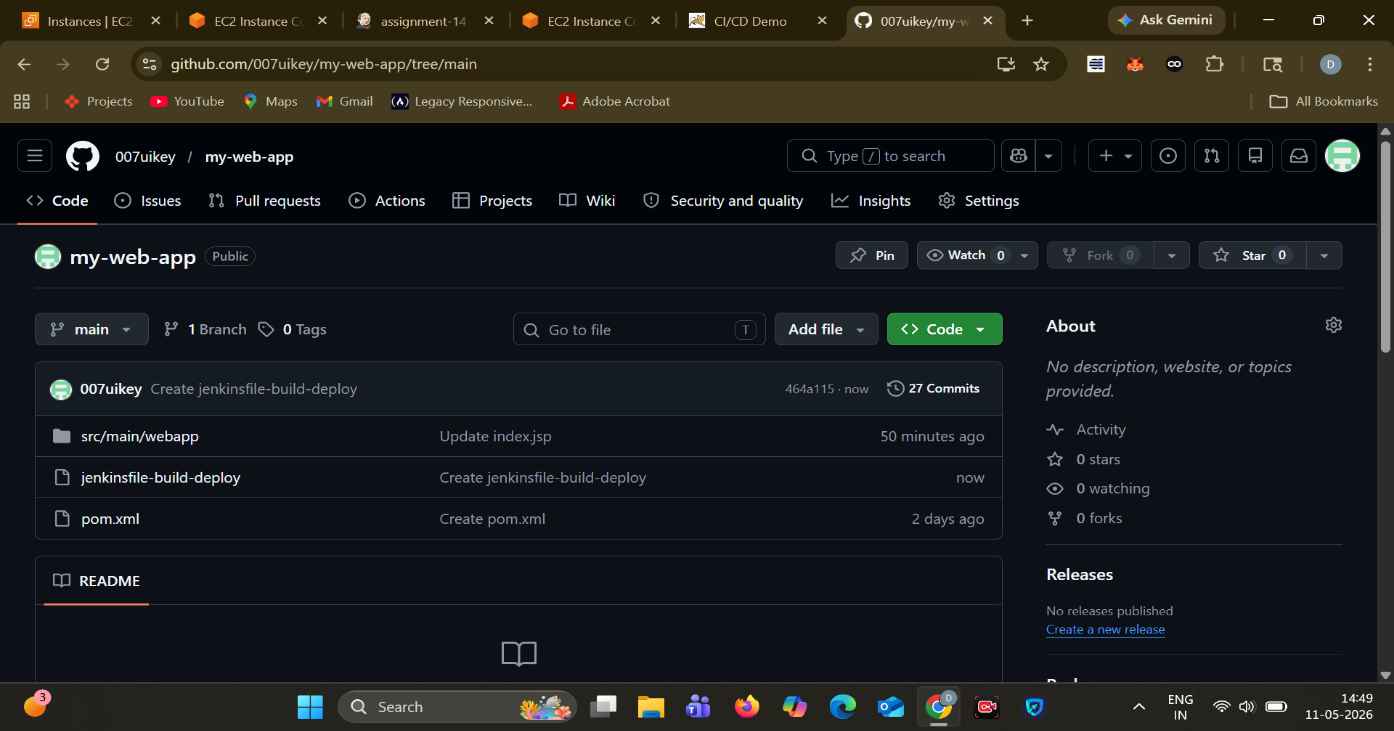 Instances | EC2
EC2 Instance Co
assignment-14
EC2 Instance Co
CI/CD Demo
007uikey/my-w
Ask Gemini
github.com/007uikey/my-web-app/tree/main
D
Projects
YouTube
Maps
Gmail
Legacy Responsive...
Adobe Acrobat
All Bookmarks
007uikey / my-web-app
Type / to search
Code
Issues
Pull requests
Actions
Projects
Wiki
Security and quality
Insights
Settings
my-web-app Public
Pin
Watch 0
Fork 0
Star 0
main
1 Branch
0 Tags
Go to file T
Add file
Code
007uikey Create jenkinsfile-build-deploy 464a115 · now 27 Commits
src/main/webapp Update index.jsp 50 minutes ago
jenkinsfile-build-deploy Create jenkinsfile-build-deploy now
pom.xml Create pom.xml 2 days ago
README
About
No description, website, or topics
provided.
Activity
0 stars
0 watching
0 forks
Releases
No releases published
Create a new release
3
Search
D
ENG
IN
14:49
11-05-2026